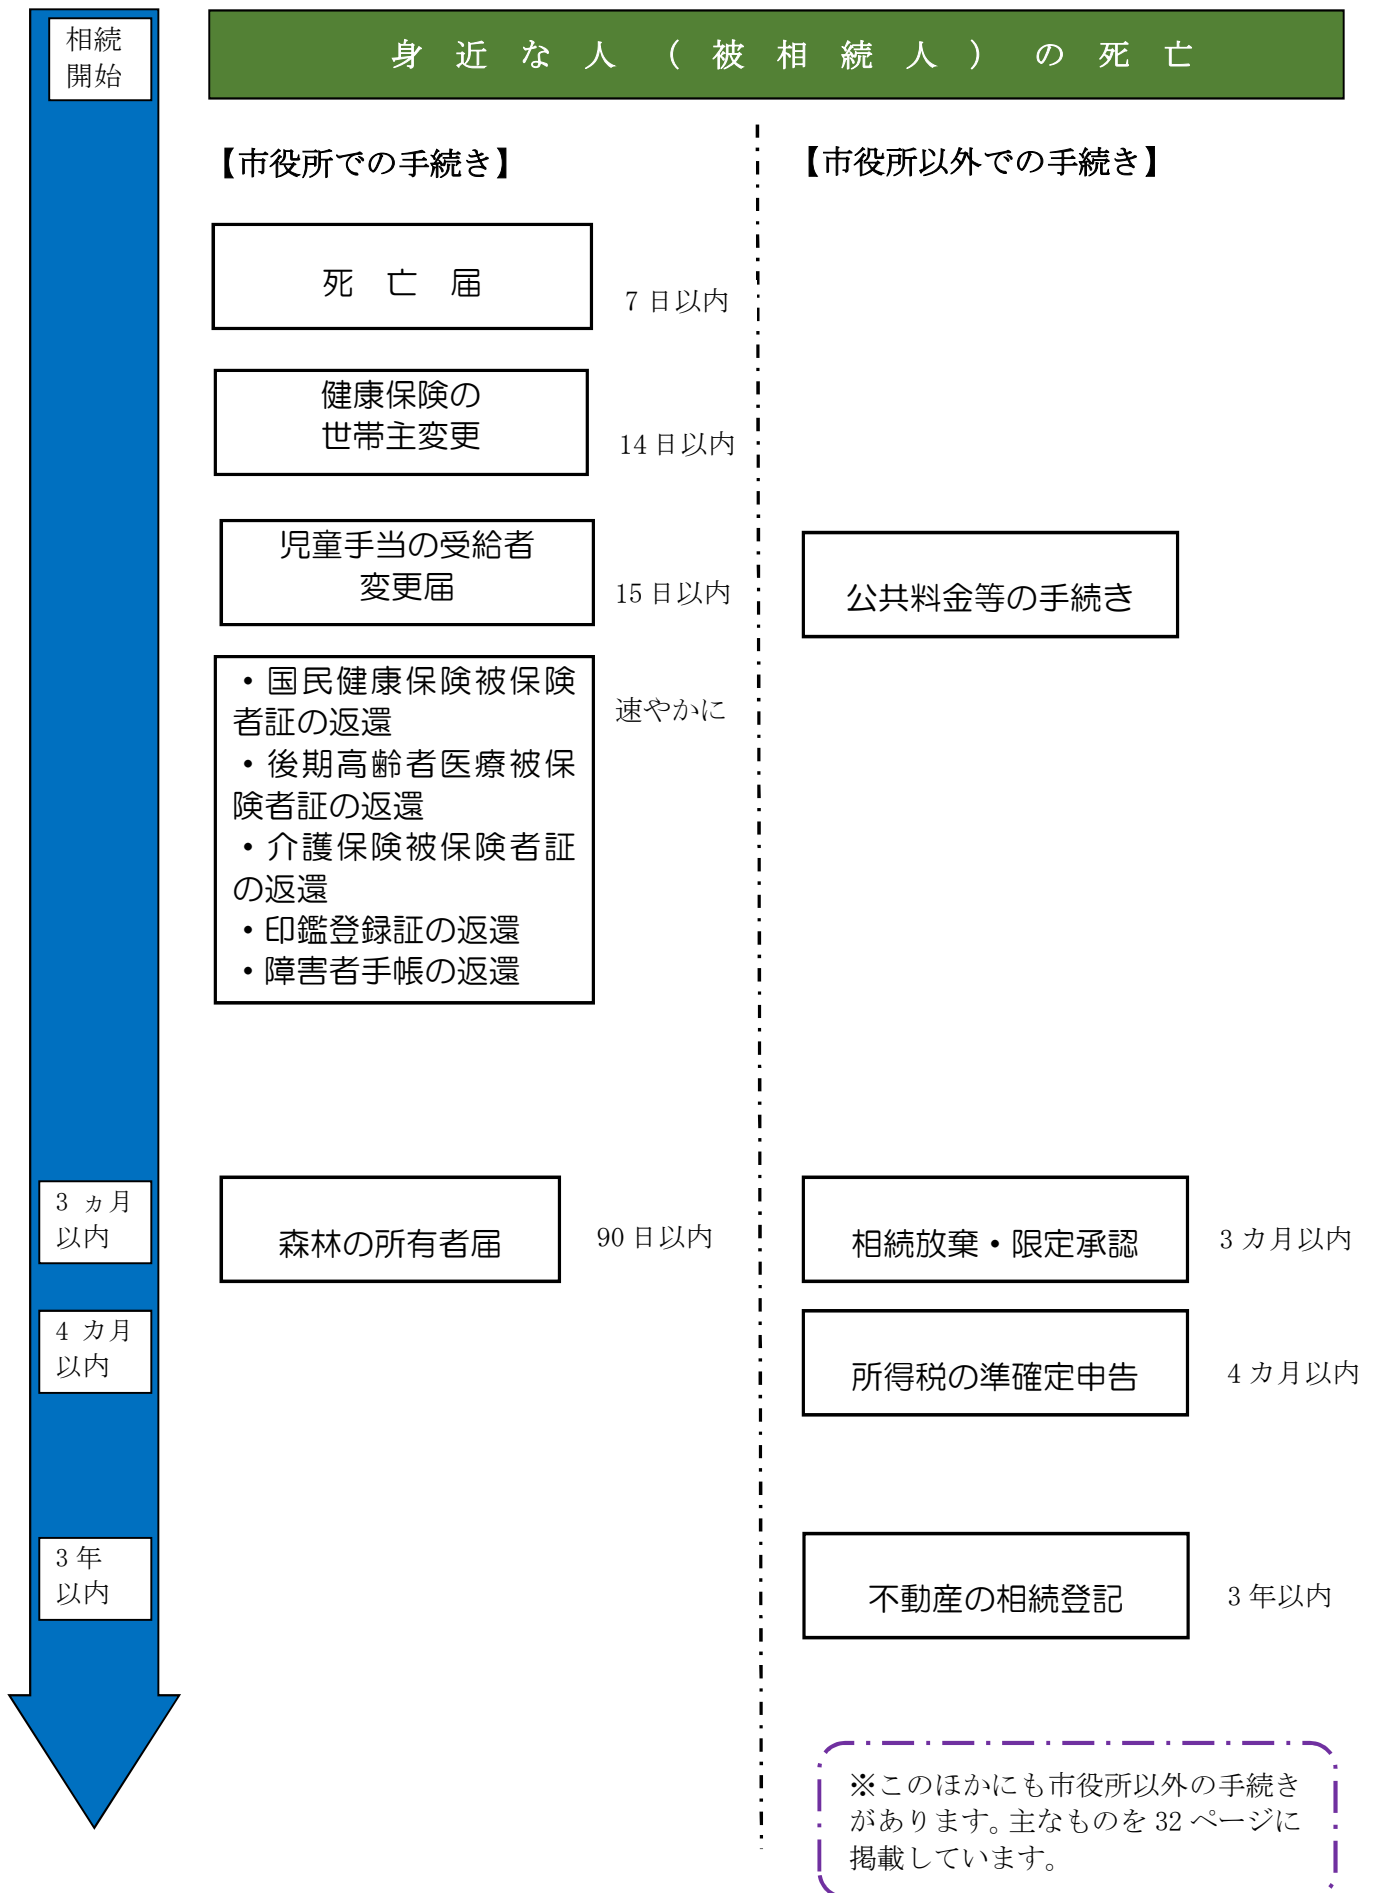 相続
開始
身近な人（被相続人）の死亡
【市役所での手続き】
【市役所以外での手続き】
死亡届
7日以内
健康保険の
世帯主変更
14日以内
児童手当の受給者
変更届
15日以内
公共料金等の手続き
・国民健康保険被保険
者証の返還
・後期高齢者医療被保
険者証の返還
・介護保険被保険者証
の返還
・印鑑登録証の返還
・障害者手帳の返還
速やかに
3ヵ月
以内
森林の所有者届
90日以内
相続放棄・限定承認
3カ月以内
4カ月
以内
所得税の準確定申告
4カ月以内
3年
以内
不動産の相続登記
3年以内
※このほかにも市役所以外の手続き
があります。主なものを32ページに
掲載しています。